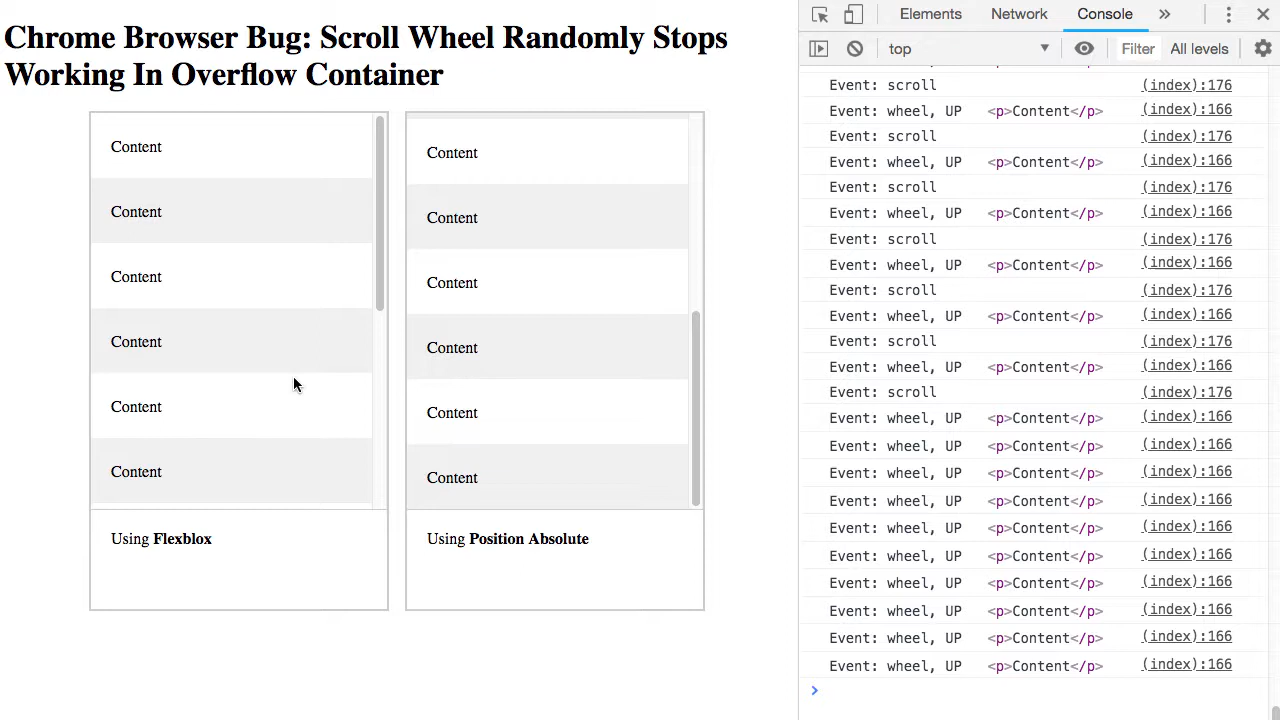 Chrome Browser Bug: Scroll Wheel Randomly Stops
Working In Overflow Container
Content
Content
Content
Content
Content
Content
Using Flexblox
Content
Content
Content
Content
Content
Content
Using Position Absolute
Elements Network Console »
top Filter All levels
Event: scroll (index):176
Event: wheel, UP <p>Content</p> (index):166
Event: scroll (index):176
Event: wheel, UP <p>Content</p> (index):166
Event: scroll (index):176
Event: wheel, UP <p>Content</p> (index):166
Event: scroll (index):176
Event: wheel, UP <p>Content</p> (index):166
Event: scroll (index):176
Event: wheel, UP <p>Content</p> (index):166
Event: scroll (index):176
Event: wheel, UP <p>Content</p> (index):166
Event: scroll (index):176
Event: wheel, UP <p>Content</p> (index):166
Event: wheel, UP <p>Content</p> (index):166
Event: wheel, UP <p>Content</p> (index):166
Event: wheel, UP <p>Content</p> (index):166
Event: wheel, UP <p>Content</p> (index):166
Event: wheel, UP <p>Content</p> (index):166
Event: wheel, UP <p>Content</p> (index):166
Event: wheel, UP <p>Content</p> (index):166
Event: wheel, UP <p>Content</p> (index):166
Event: wheel, UP <p>Content</p> (index):166